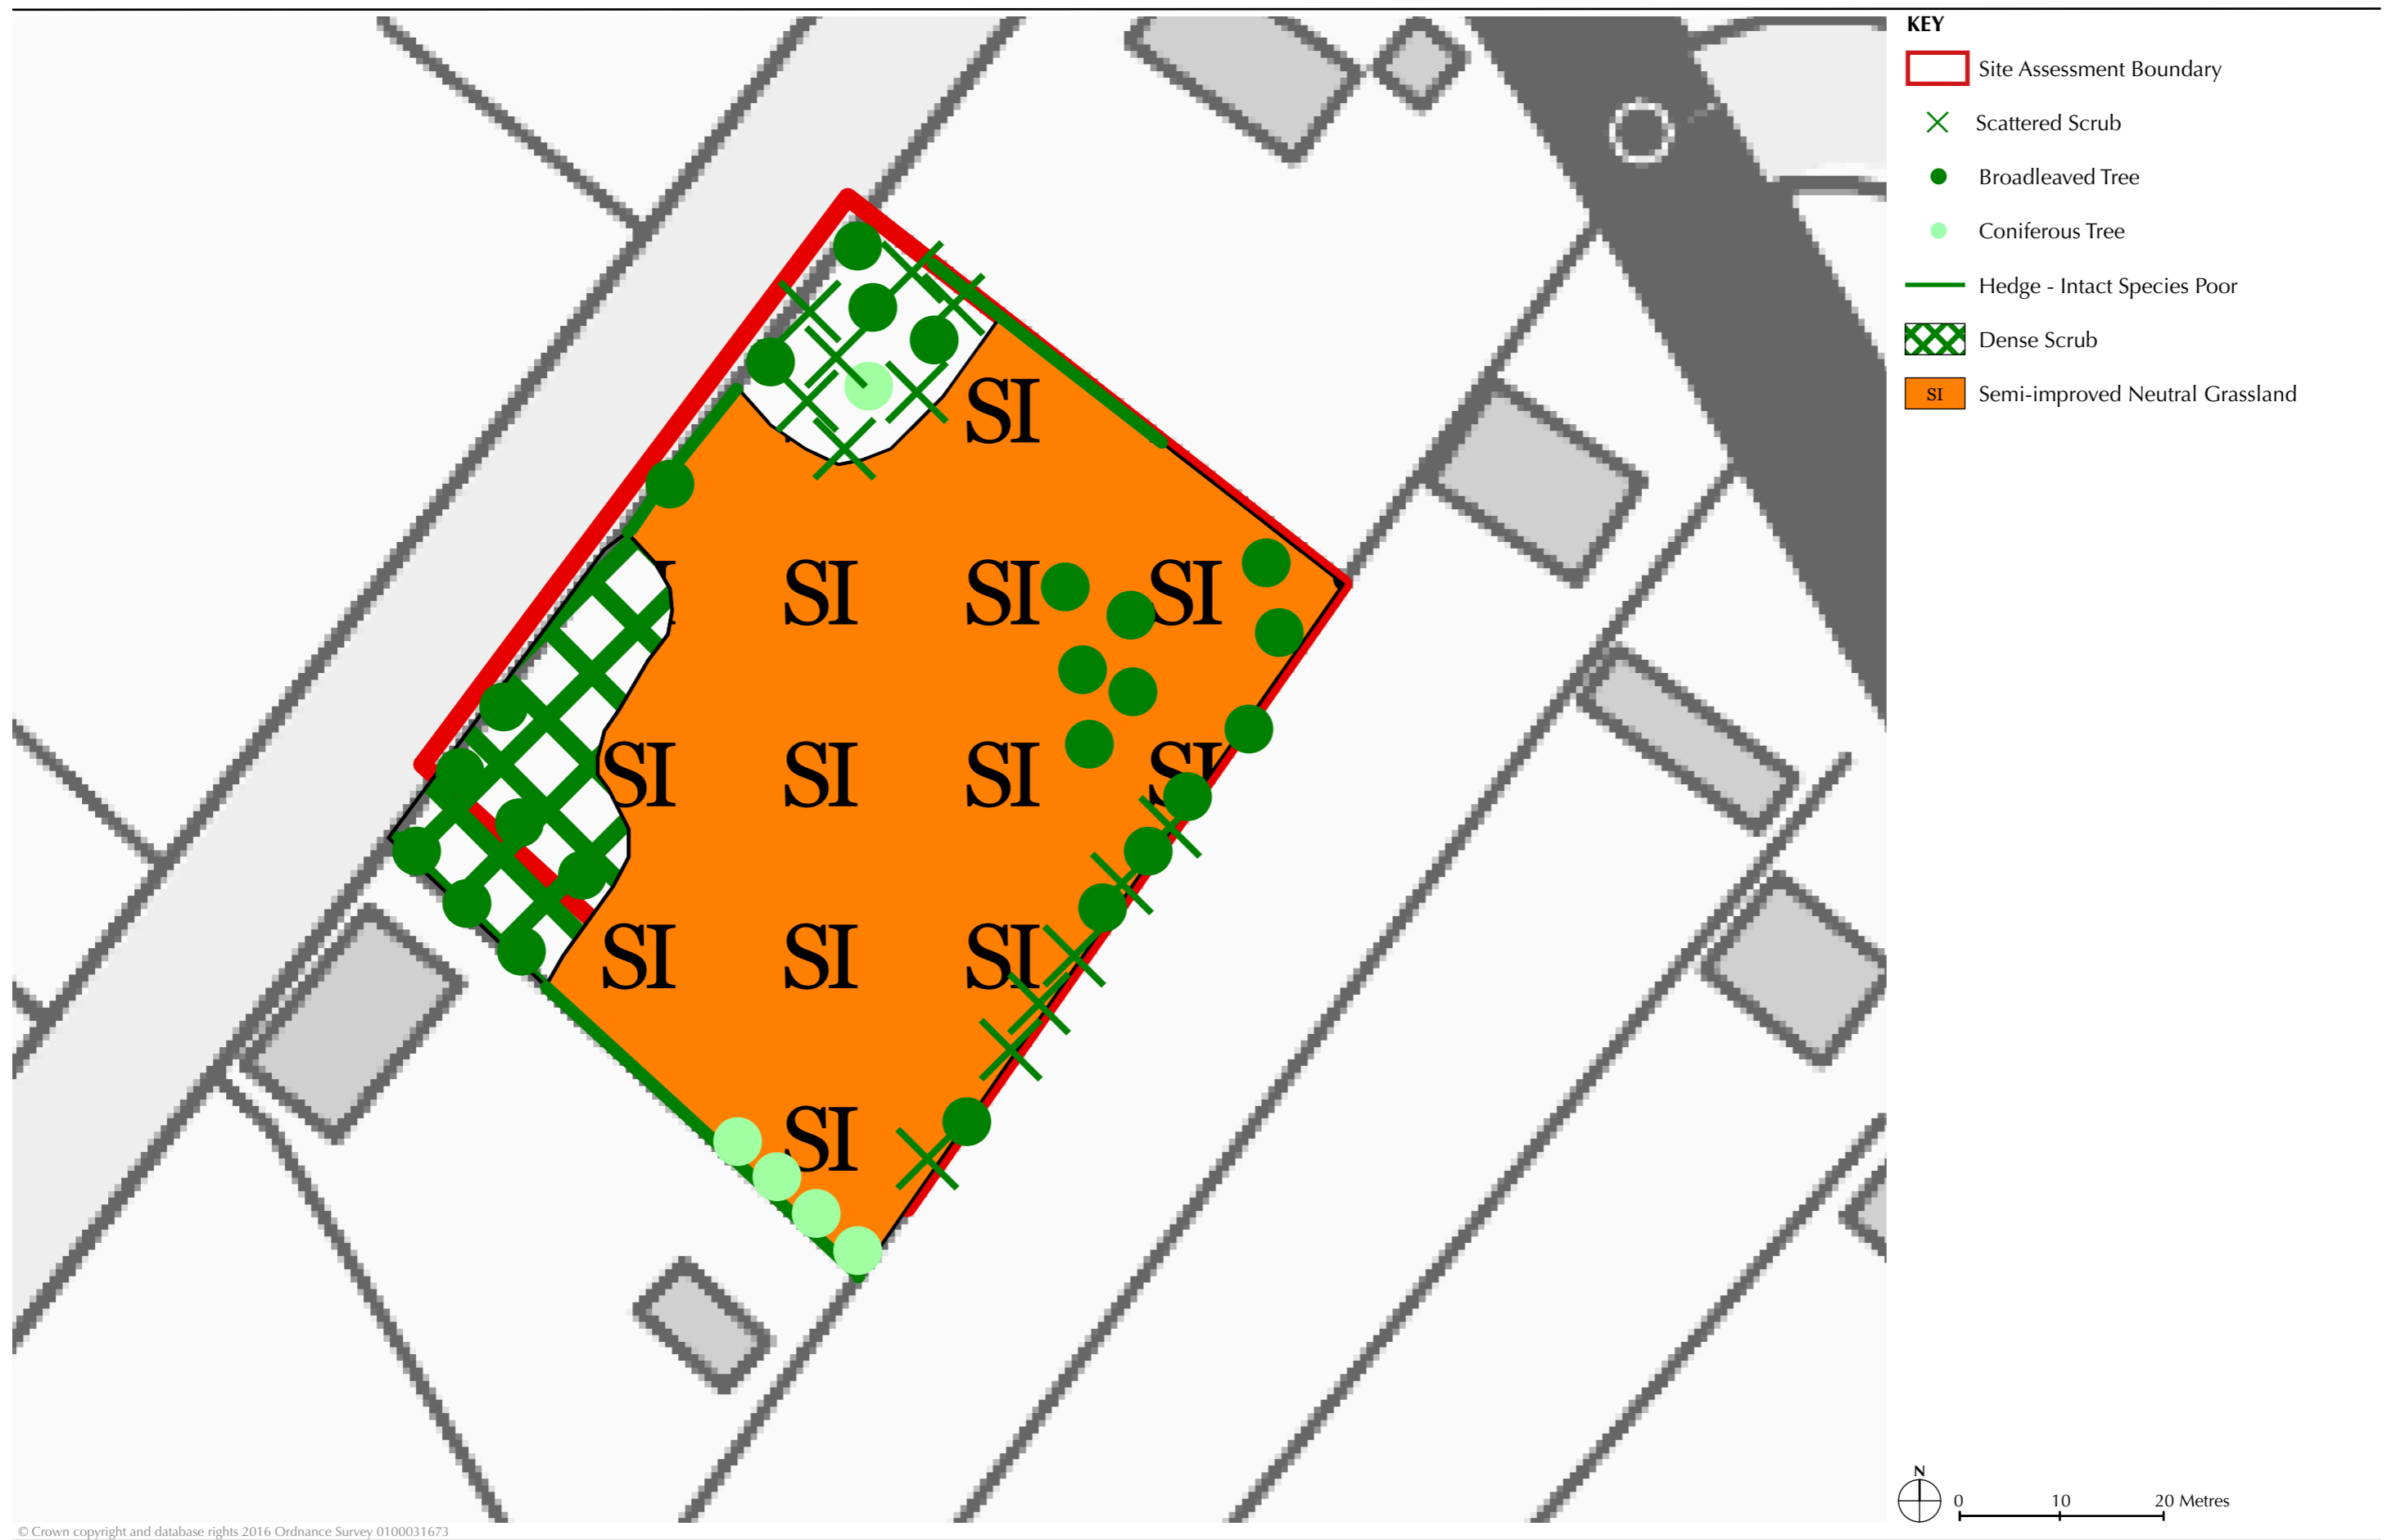 KEY
Site Assessment Boundary
Scattered Scrub
Broadleaved Tree
Coniferous Tree
Hedge - Intact Species Poor
Dense Scrub
SI Semi-improved Neutral Grassland
SI
SI SI SI
SI SI SI SI
SI SI SI
SI
N
0 10 20 Metres
© Crown copyright and database rights 2016 Ordnance Survey 0100031673